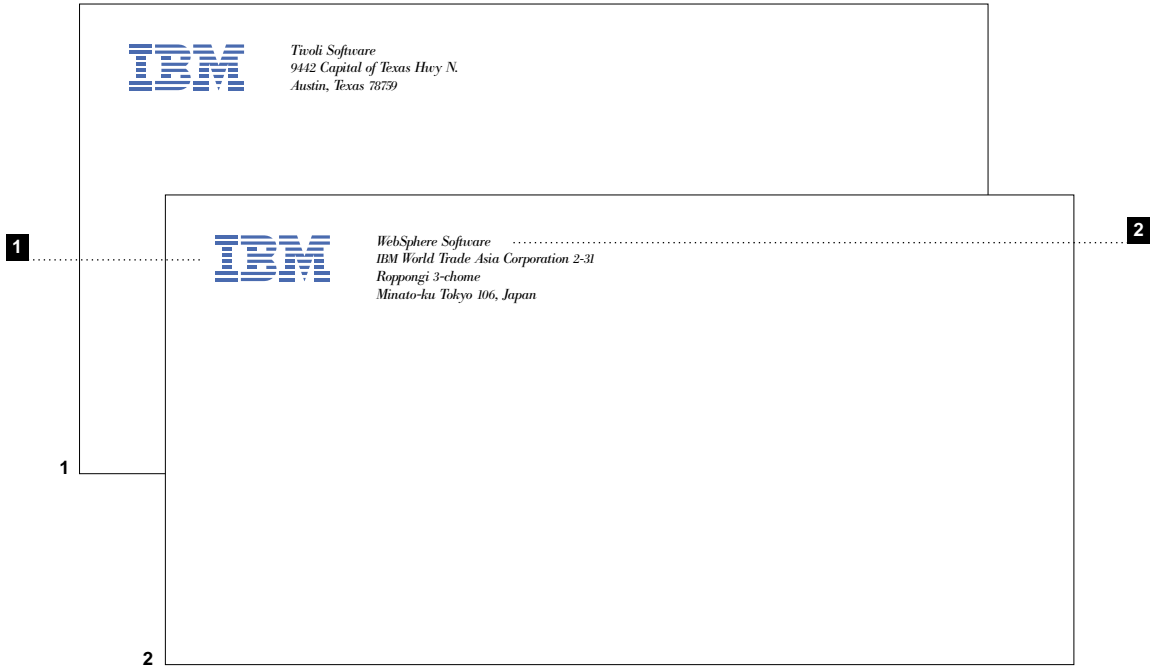 IBM
Tivoli Software
9442 Capital of Texas Hwy N.
Austin, Texas 78759
1
IBM
WebSphere Software
IBM World Trade Asia Corporation 2-31
Roppongi 3-chome
Minato-ku Tokyo 106, Japan
2
1
2